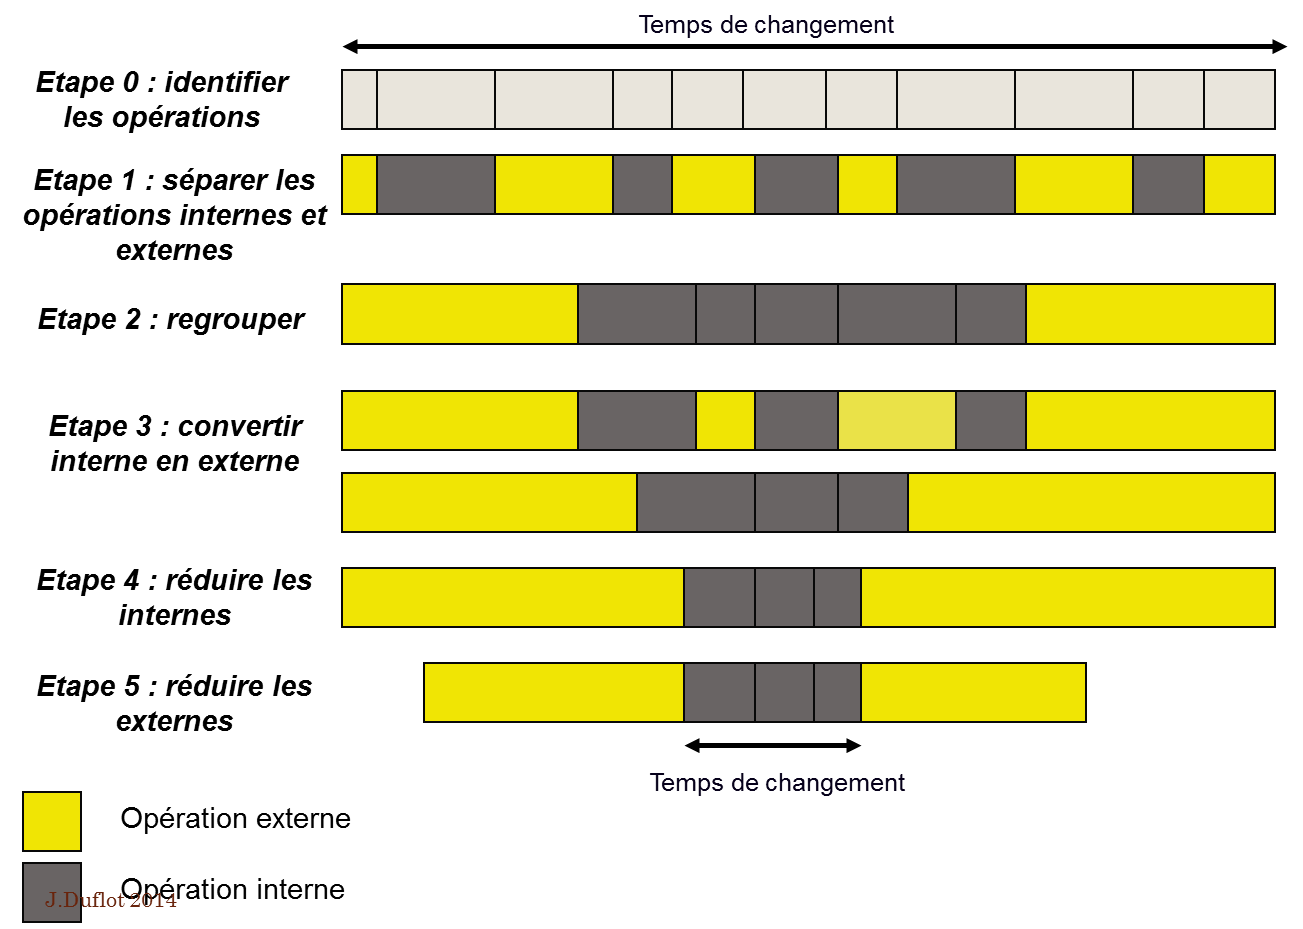 Temps de changement
Etape 0 : identifier
les opérations
Etape 1 : séparer les
opérations internes et
externes
Etape 2 : regrouper
Etape 3 : convertir
interne en externe
Etape 4 : réduire les
internes
Etape 5 : réduire les
externes
Temps de changement
Opération externe
Opération interne
J.Duflot 2014